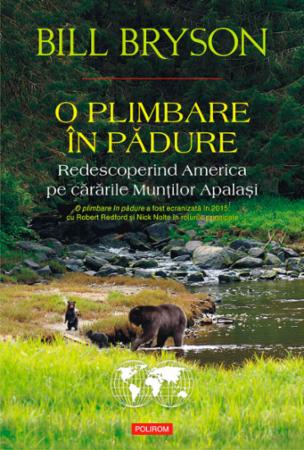 BILL BRYSON
O PLIMBARE
ÎN PĂDURE
Redescoperind America
pe cărările Munților Apalași
O plimbare în pădure a fost ecranizată în 2015,
cu Robert Redford și Nick Nolte în rolurile principale
POLIROM